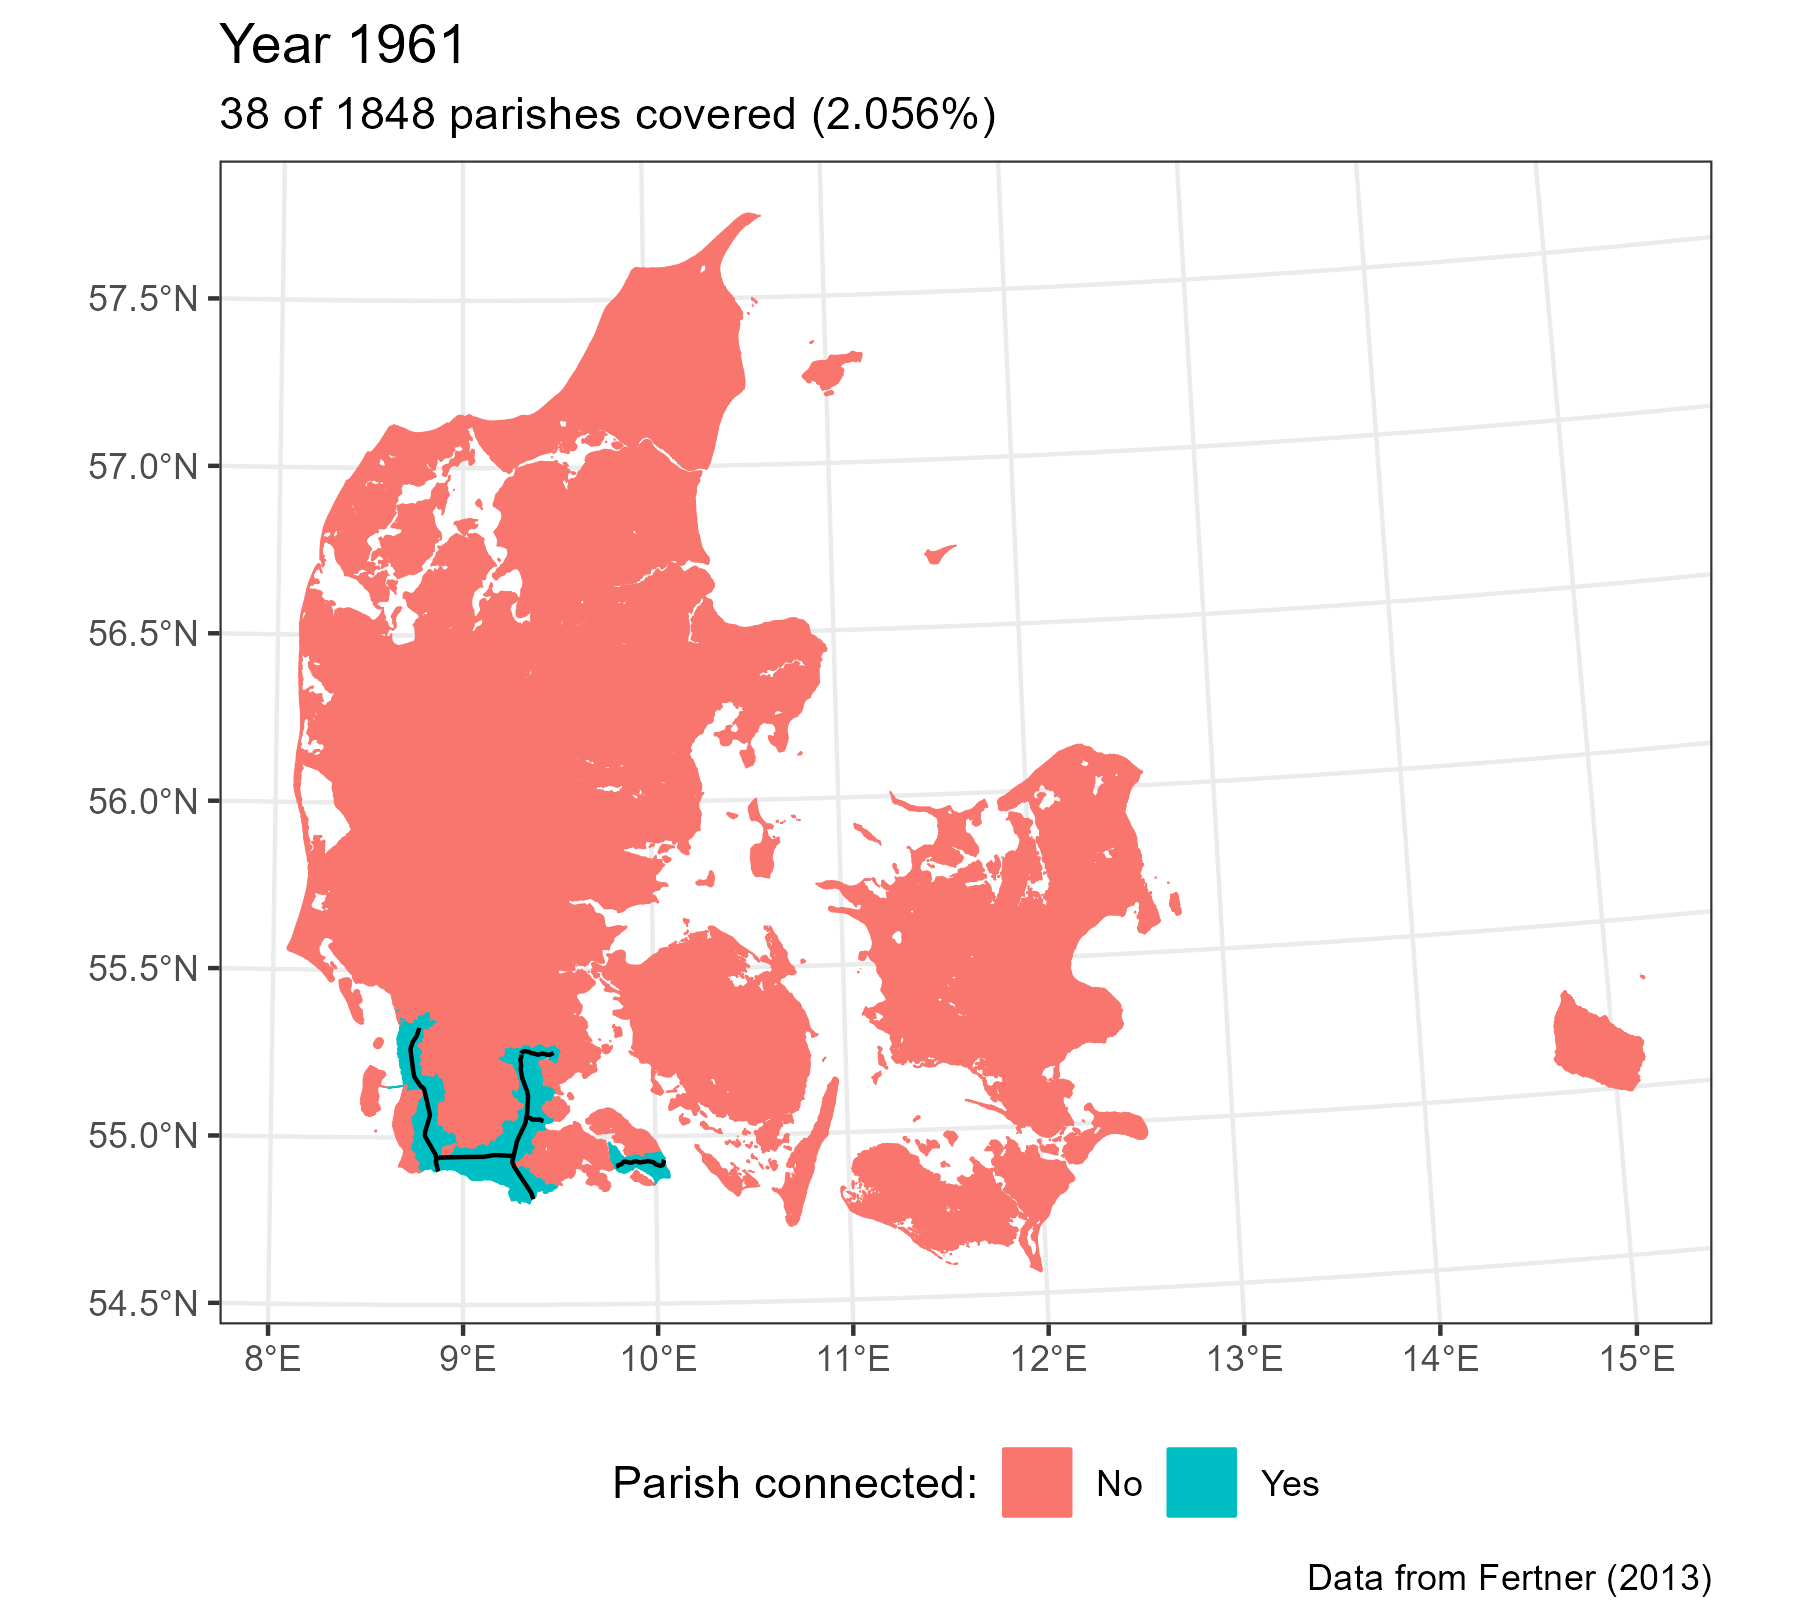 Year 1961
38 of 1848 parishes covered (2.056%)
57.5°N
57.0°N
56.5°N
56.0°N
55.5°N
55.0°N
54.5°N
8°E 9°E 10°E 11°E 12°E 13°E 14°E 15°E
Parish connected: No Yes
Data from Fertner (2013)